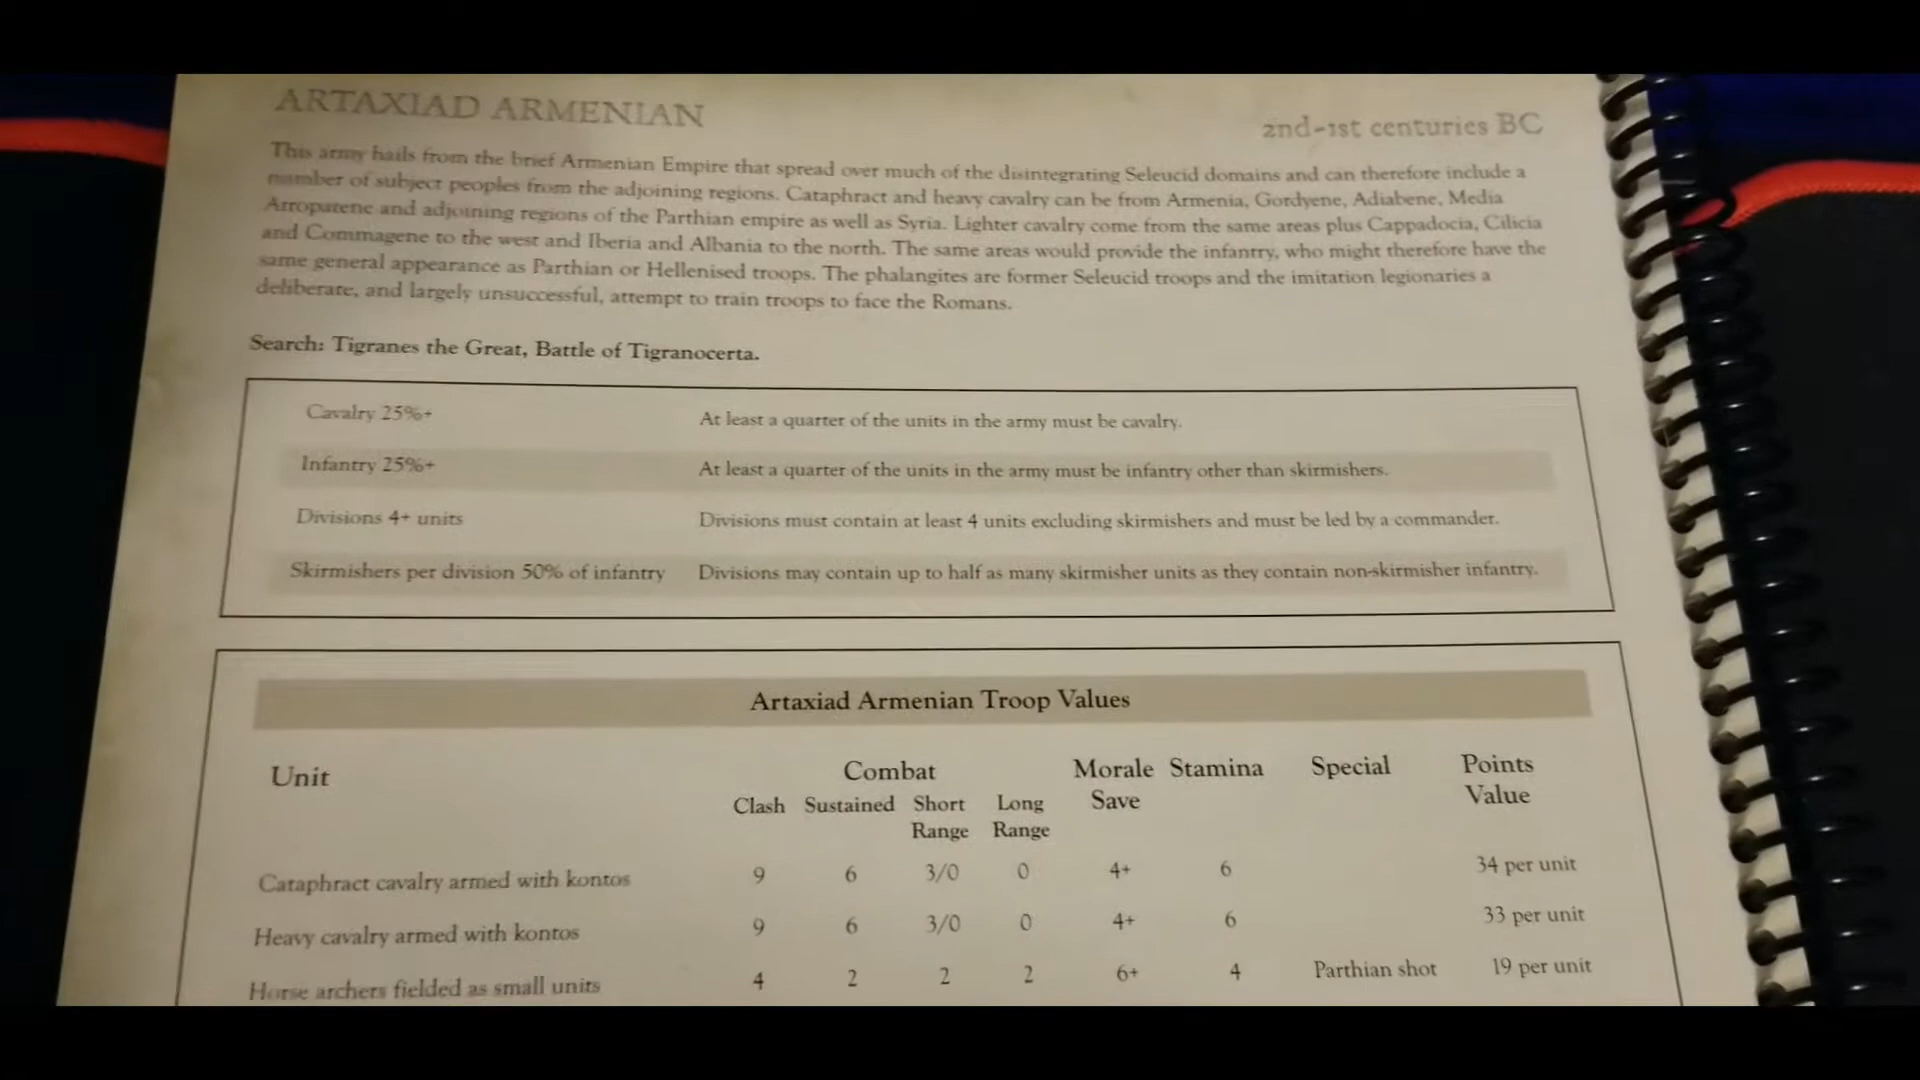 ARTAXIAD ARMENIAN
2nd-1st centuries BC
This army hails from the brief Armenian Empire that spread over much of the disintegrating Seleucid domains and can therefore include a
number of subject peoples from the adjoining regions. Cataphract and heavy cavalry can be from Armenia, Gordyene, Adiabene, Media
Atropatene and adjoining regions of the Parthian empire as well as Syria. Lighter cavalry come from the same areas plus Cappadocia, Cilicia
and Commagene to the west and Iberia and Albania to the north. The same areas would provide the infantry, who might therefore have the
same general appearance as Parthian or Hellenised troops. The phalangites are former Seleucid troops and the imitation legionaries a
deliberate, and largely unsuccessful, attempt to train troops to face the Romans.
Search: Tigranes the Great, Battle of Tigranocerta.
Cavalry 25%+ At least a quarter of the units in the army must be cavalry.
Infantry 25%+ At least a quarter of the units in the army must be infantry other than skirmishers.
Divisions 4+ units Divisions must contain at least 4 units excluding skirmishers and must be led by a commander.
Skirmishers per division 50% of infantry Divisions may contain up to half as many skirmisher units as they contain non-skirmisher infantry.
Artaxiad Armenian Troop Values
Unit Combat Morale Stamina Special Points
Clash Sustained Short Long Save Value
Range Range
Cataphract cavalry armed with kontos 9 6 3/0 0 4+ 6 34 per unit
Heavy cavalry armed with kontos 9 6 3/0 0 4+ 6 33 per unit
Horse archers fielded as small units 4 2 2 2 6+ 4 Parthian shot 19 per unit